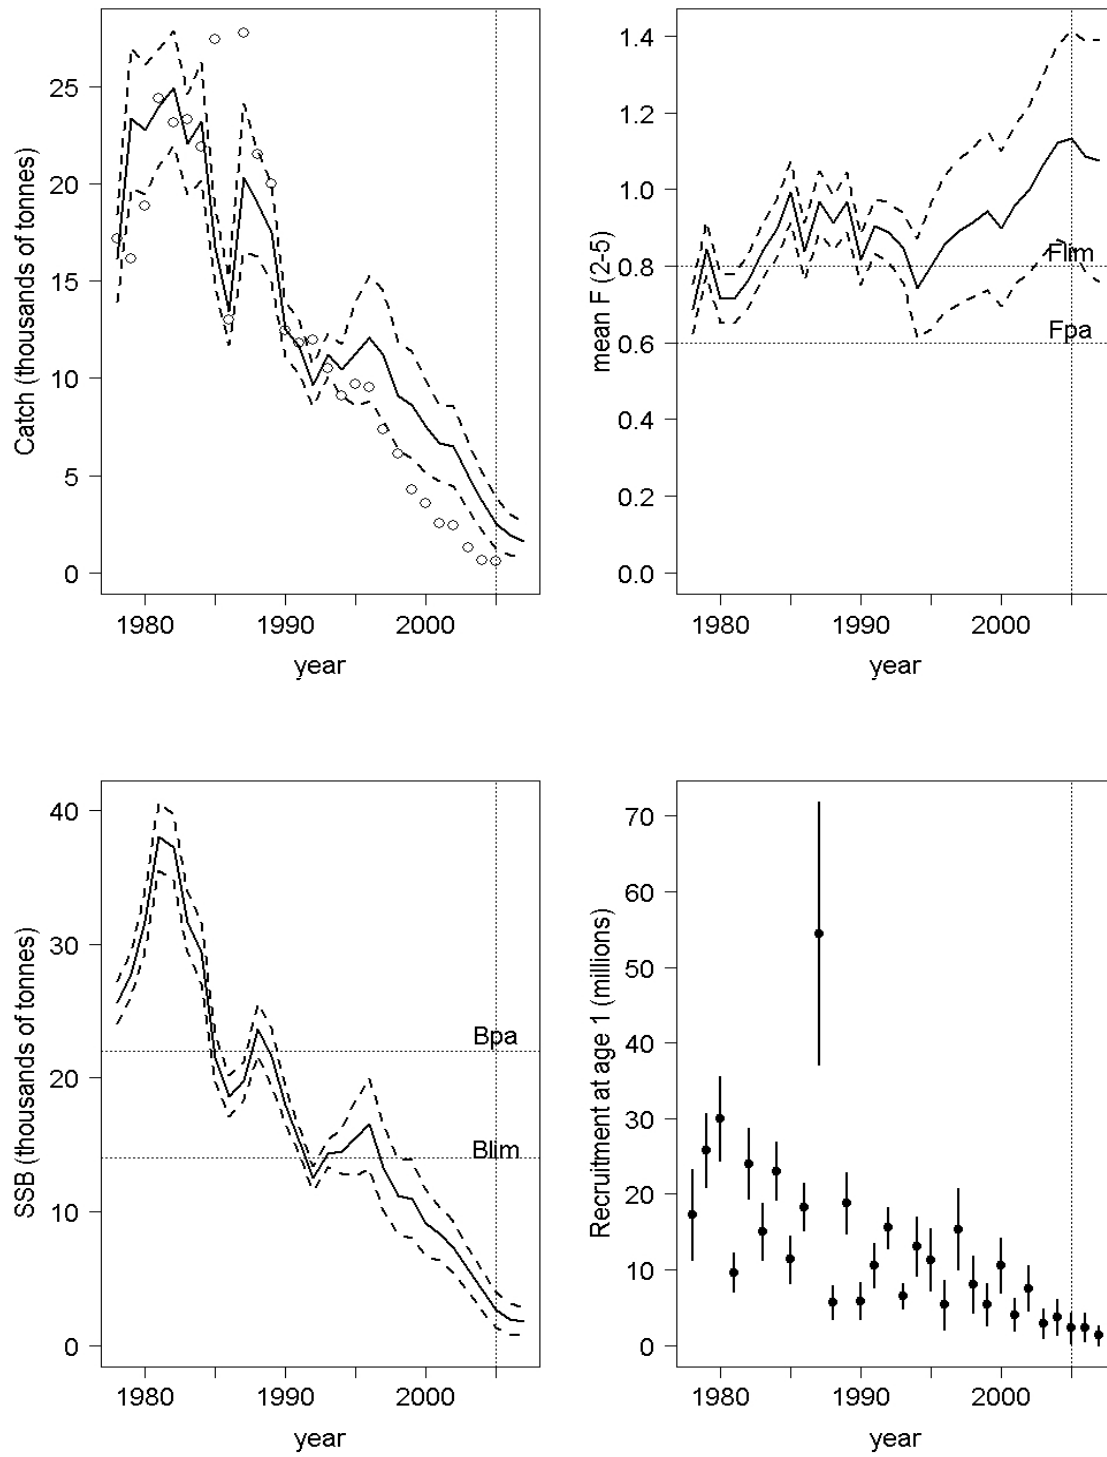 Catch (thousands of tonnes)
25
20
15
10
5
0
1980 1990 2000
year
mean F (2-5)
1.4
1.2
1.0
0.8
0.6
0.4
0.2
0.0
Flim
Fpa
1980 1990 2000
year
SSB (thousands of tonnes)
40
30
20
10
0
Bpa
Blim
1980 1990 2000
year
Recruitment at age 1 (millions)
70
60
50
40
30
20
10
0
1980 1990 2000
year